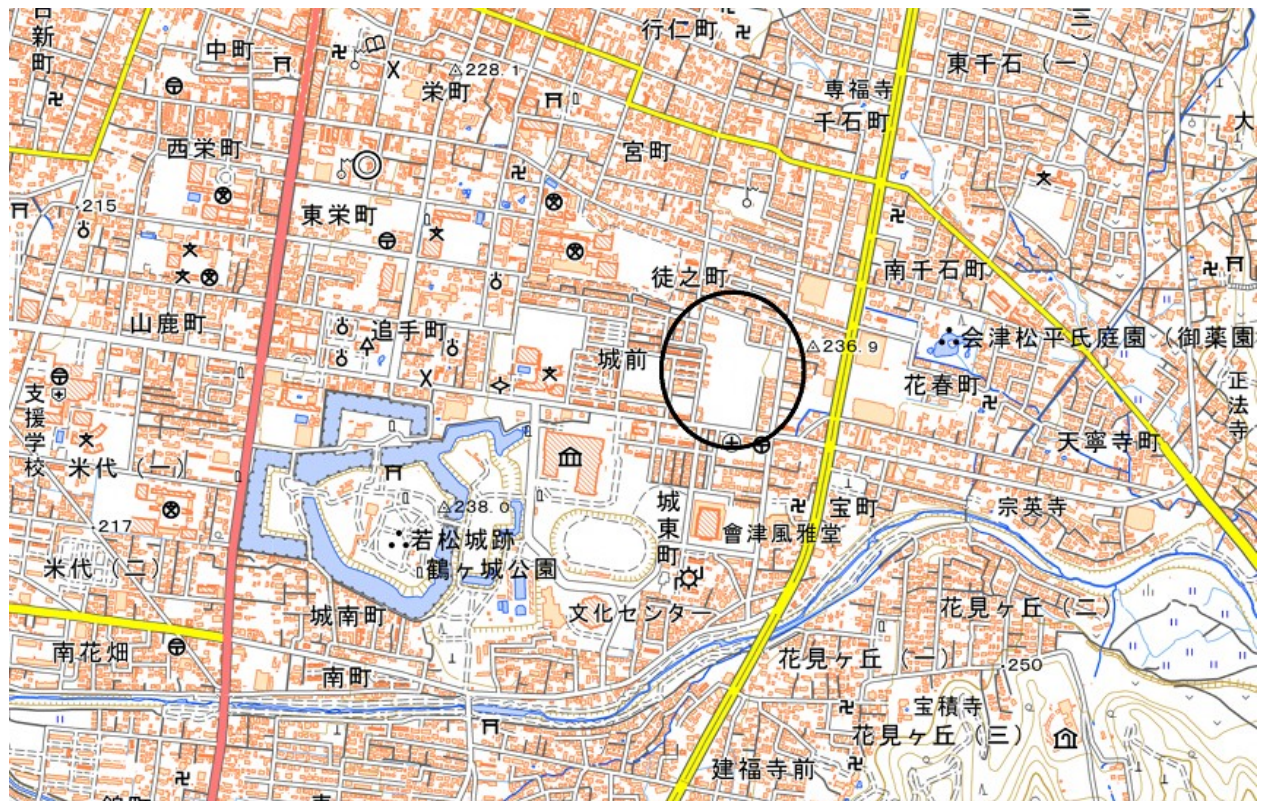 新町
中町
228.1
栄町
行仁町
専福寺
千石町
東千石（一）
三
大
西栄町
宮町
215
東栄町
徒之町
南千石町
山鹿町
追手町
城前
236.9
会津松平氏庭園（御薬園
花春町
正法寺
支援学校
米代（一）
天寧寺町
238.0
若松城跡
城東町
宝町
宗英寺
217
會津風雅堂
米代（二）
鶴ヶ城公園
城南町
文化センター
花見ヶ丘（二）
南花畑
南町
花見ヶ丘（一）
250
宝積寺
花見ヶ丘（三）
建福寺前